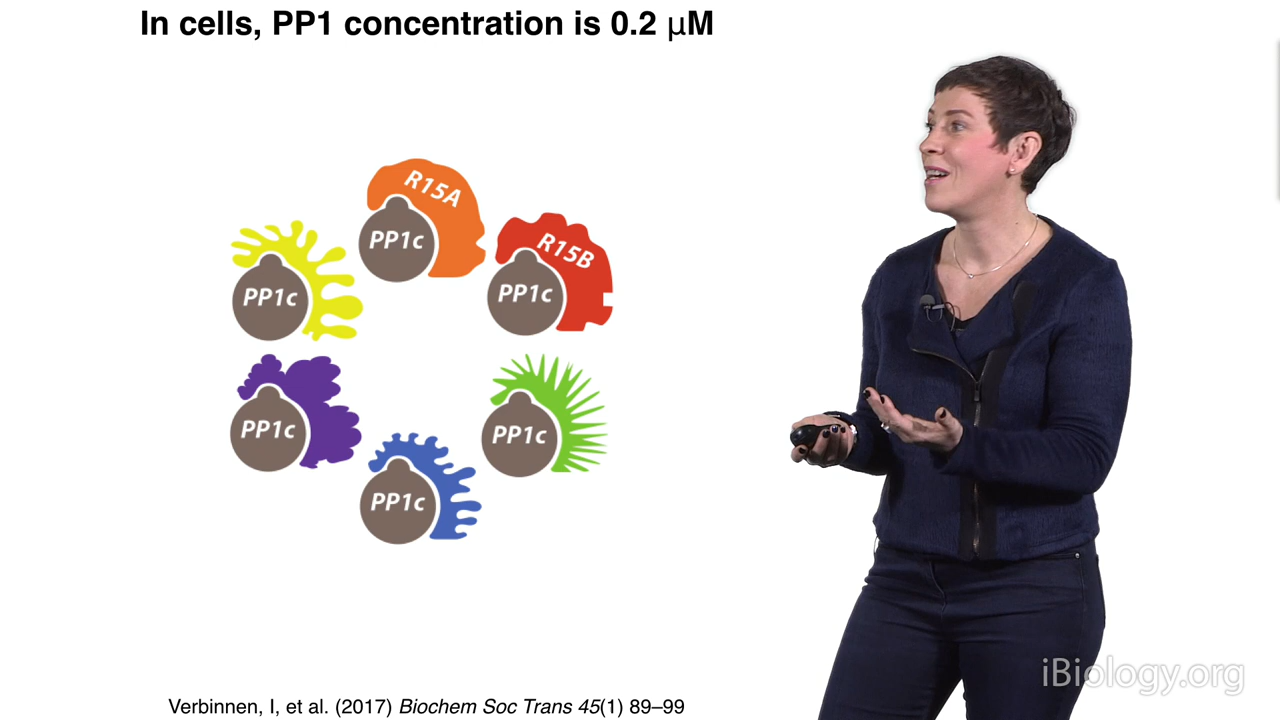 In cells, PP1 concentration is 0.2 μM
R15A
PP1c
R15B
PP1c
PP1c
PP1c
PP1c
PP1c
iBiology.org
Verbinnen, I, et al. (2017) Biochem Soc Trans 45(1) 89–99